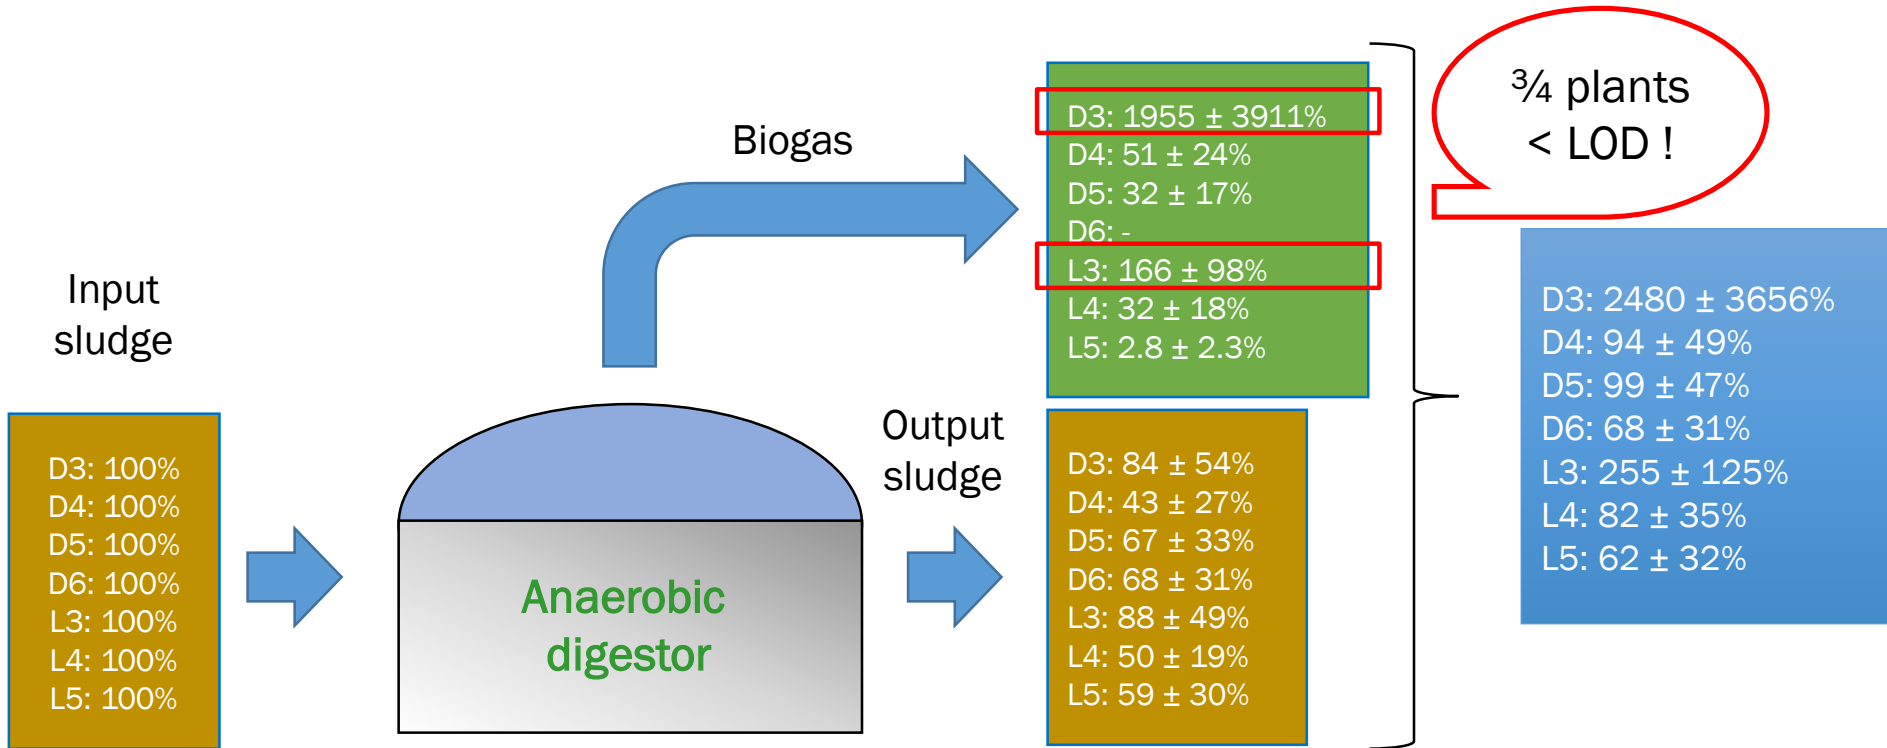 Input
sludge
D3: 100%
D4: 100%
D5: 100%
D6: 100%
L3: 100%
L4: 100%
L5: 100%
Anaerobic
digestor
Biogas
Output
sludge
D3: 1955 ± 3911%
D4: 51 ± 24%
D5: 32 ± 17%
D6: -
L3: 166 ± 98%
L4: 32 ± 18%
L5: 2.8 ± 2.3%
D3: 84 ± 54%
D4: 43 ± 27%
D5: 67 ± 33%
D6: 68 ± 31%
L3: 88 ± 49%
L4: 50 ± 19%
L5: 59 ± 30%
¾ plants
< LOD !
D3: 2480 ± 3656%
D4: 94 ± 49%
D5: 99 ± 47%
D6: 68 ± 31%
L3: 255 ± 125%
L4: 82 ± 35%
L5: 62 ± 32%